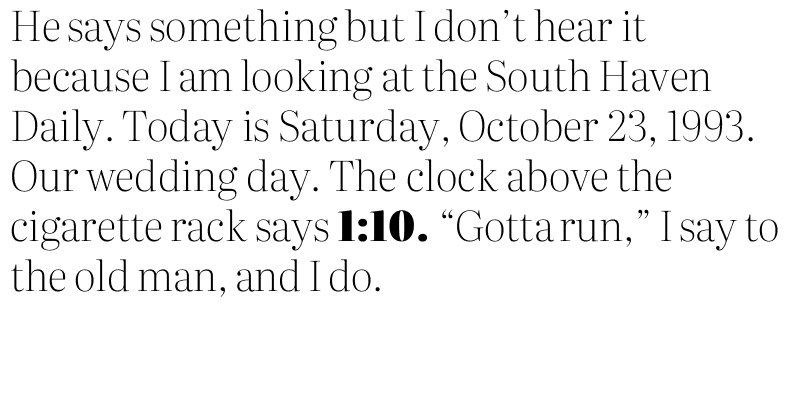 He says something but I don’t hear it
because I am looking at the South Haven
Daily. Today is Saturday, October 23, 1993.
Our wedding day. The clock above the
cigarette rack says 1:10. “Gotta run,” I say to
the old man, and I do.